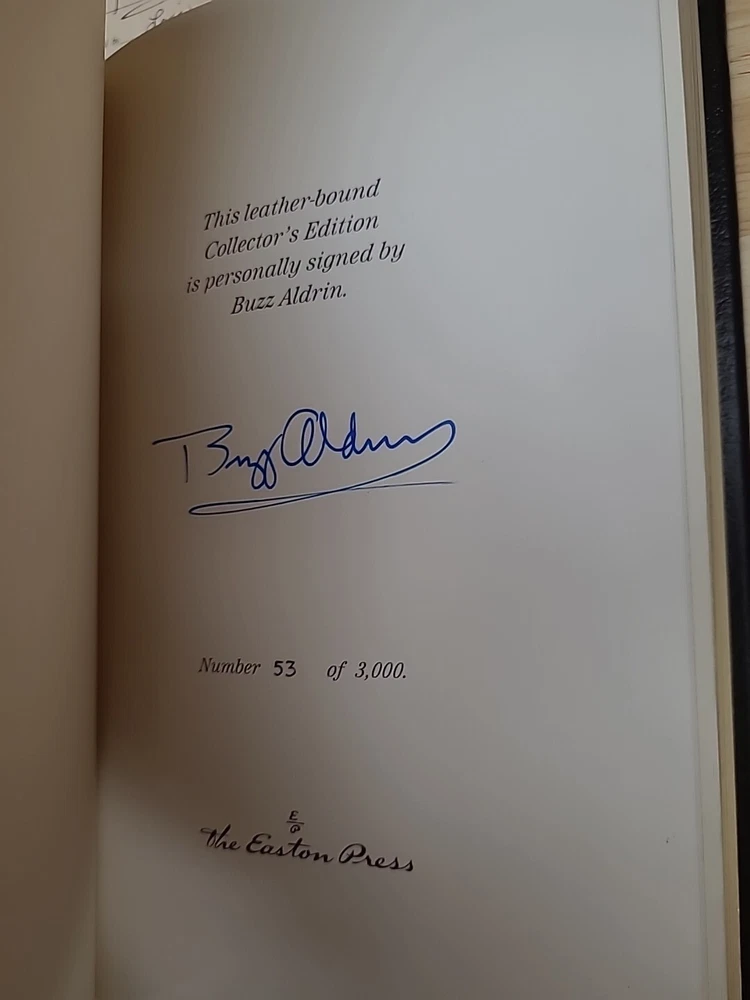 This leather-bound
Collector's Edition
is personally signed by
Buzz Aldrin.
Buzz Aldrin
Number 53 of 3,000.
E
P
The Easton Press